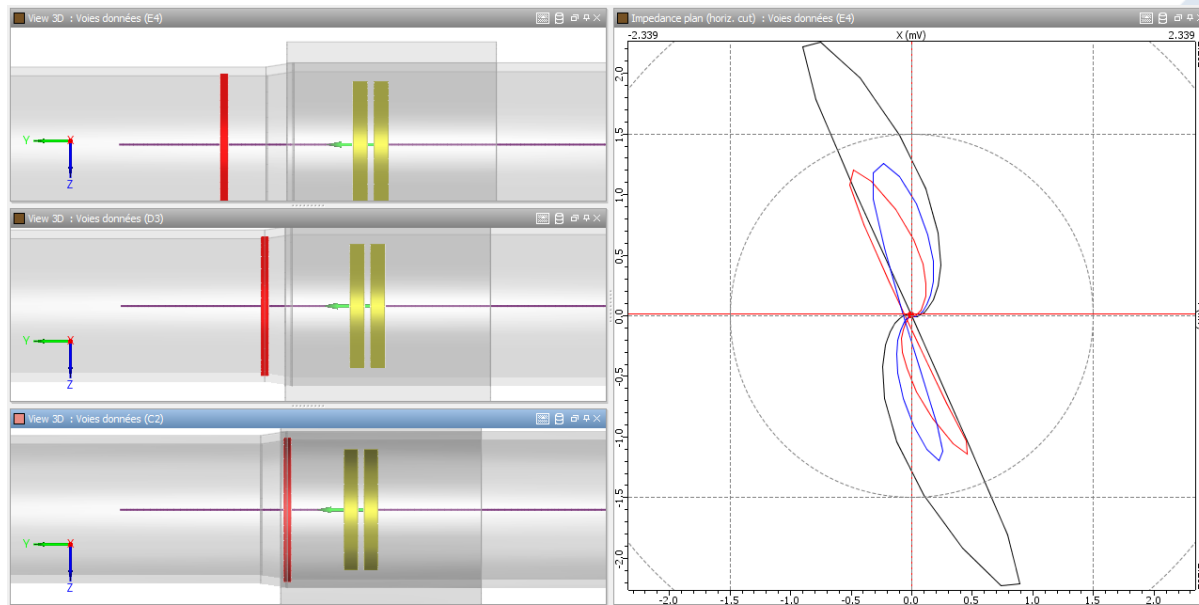 View 3D : Voies données (E4)
Y
X
Z
View 3D : Voies données (D3)
Y
X
Z
View 3D : Voies données (C2)
Y
X
Z
Impedance plan (horiz. cut) : Voies données (E4)
-2.339 X (mV) 2.339
2.0
1.5
1.0
0.5
0.0
-0.5
-1.0
-1.5
-2.0
-2.0 -1.5 -1.0 -0.5 0.0 0.5 1.0 1.5 2.0